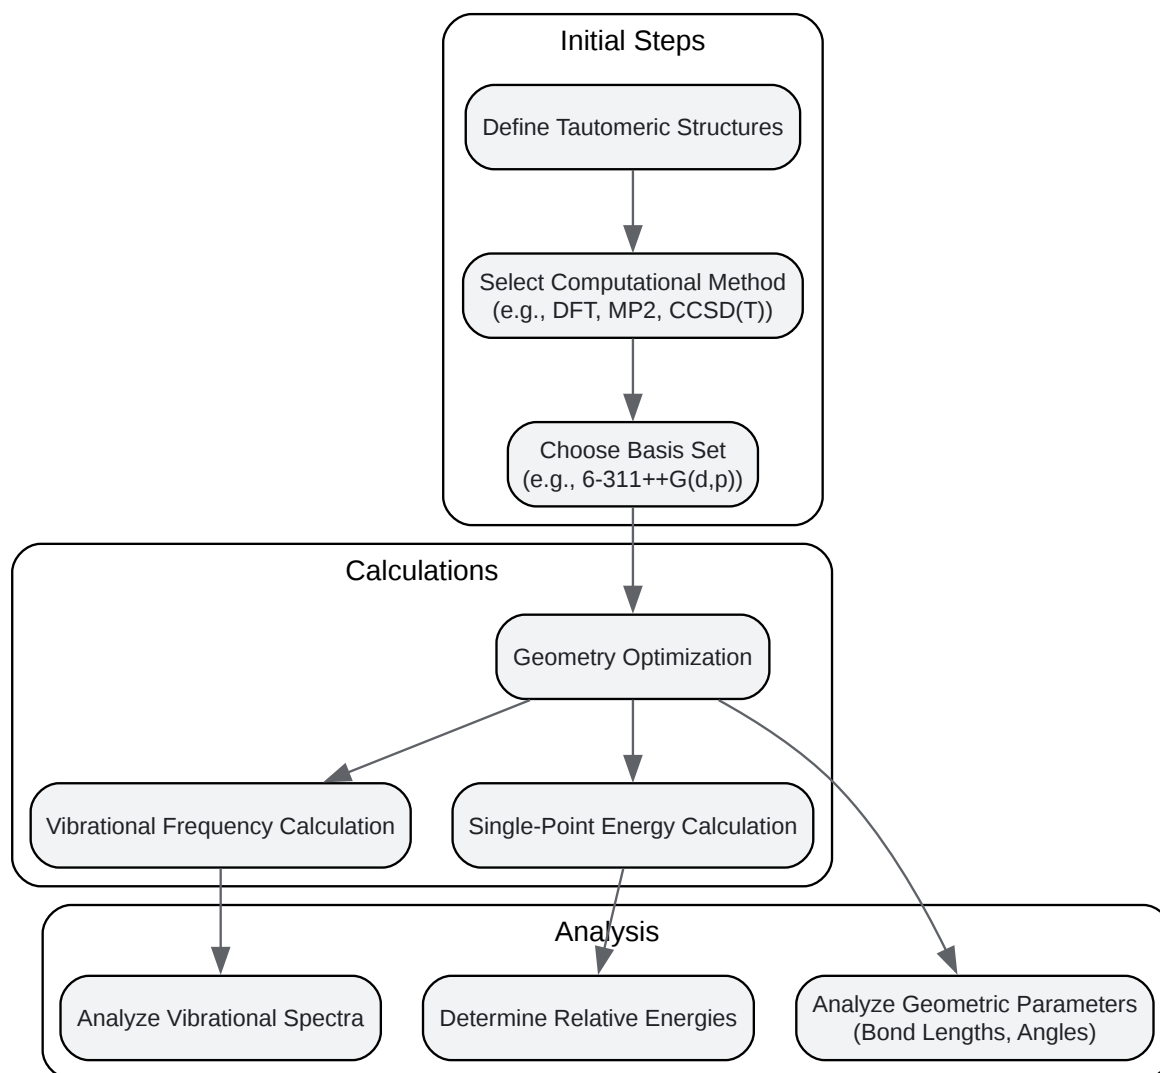 Initial Steps
Define Tautomeric Structures
Select Computational Method
(e.g., DFT, MP2, CCSD(T))
Choose Basis Set
(e.g., 6-311++G(d,p))
Calculations
Geometry Optimization
Vibrational Frequency Calculation
Single-Point Energy Calculation
Analysis
Analyze Vibrational Spectra
Determine Relative Energies
Analyze Geometric Parameters
(Bond Lengths, Angles)